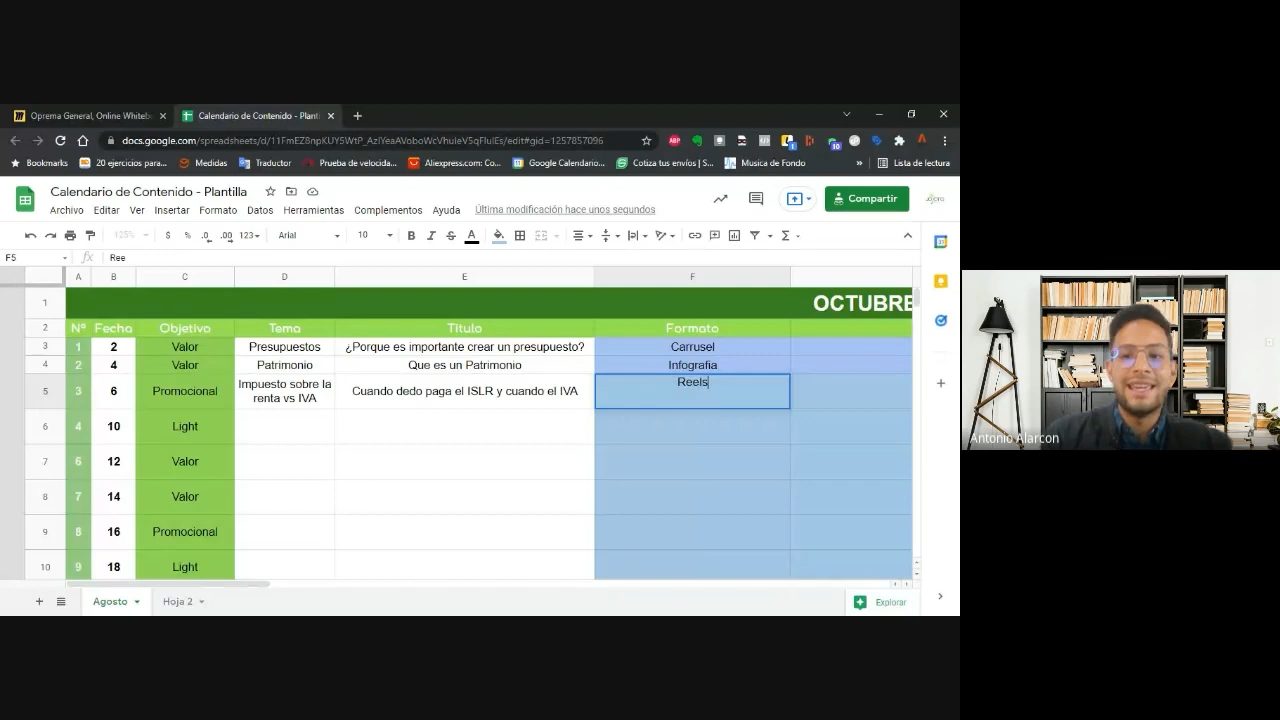 Oprema General, Online Whiteb
Calendario de Contenido - Planti
docs.google.com/spreadsheets/d/
Bookmarks
20 ejercicios para...
Medidas
Traductor
Prueba de velocida...
Aliexpress.com: Co...
Google Calendario...
Cotiza tus envíos | S...
Musica de Fondo
»
Lista de lectura
Calendario de Contenido - Plantilla
Archivo Editar Ver Insertar Formato Datos Herramientas Complementos Ayuda
Última modificación hace unos segundos
Compartir
125% $ % .0 .00 123 Arial 10 B I S A
F5 fx Ree
A B C D E F
1 OCTUBRE
2 Nº Fecha Objetivo Tema Titulo Formato
3 1 2 Valor Presupuestos ¿Porque es importante crear un presupuesto? Carrusel
4 2 4 Valor Patrimonio Que es un Patrimonio Infografia
5 3 6 Promocional Impuesto sobre la renta vs IVA Cuando dedo paga el ISLR y cuando el IVA Reels
6 4 10 Light
7 6 12 Valor
8 7 14 Valor
9 8 16 Promocional
10 9 18 Light
Agosto
Hoja 2
Explorar
Antonio Alarcon